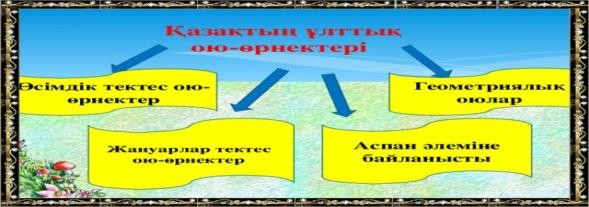 Қазақтың ұлттық
ою-өрнектері
Өсімдік тектес ою-
өрнектер
Геометриялық
оюлар
Жануарлар тектес
ою-өрнектер
Аспан әлеміне
байланысты